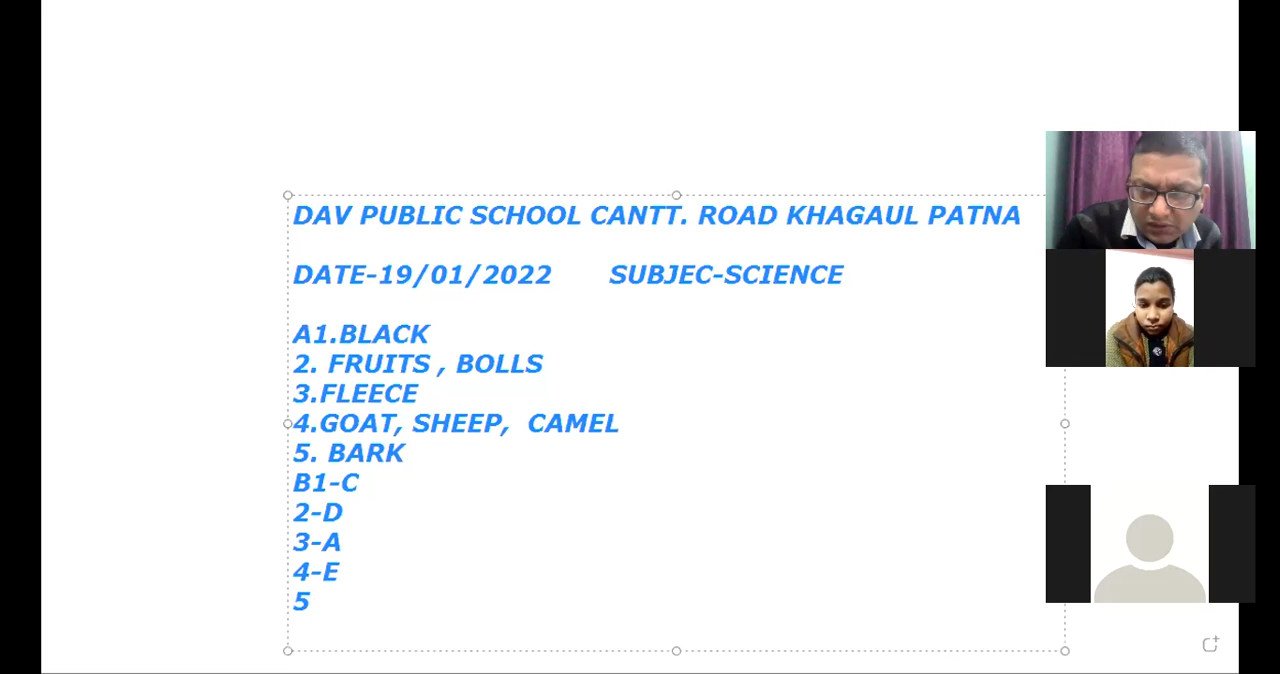 DAV PUBLIC SCHOOL CANTT. ROAD KHAGAUL PATNA
DATE-19/01/2022 SUBJEC-SCIENCE
A1.BLACK
2. FRUITS , BOLLS
3.FLEECE
4.GOAT, SHEEP, CAMEL
5. BARK
B1-C
2-D
3-A
4-E
5